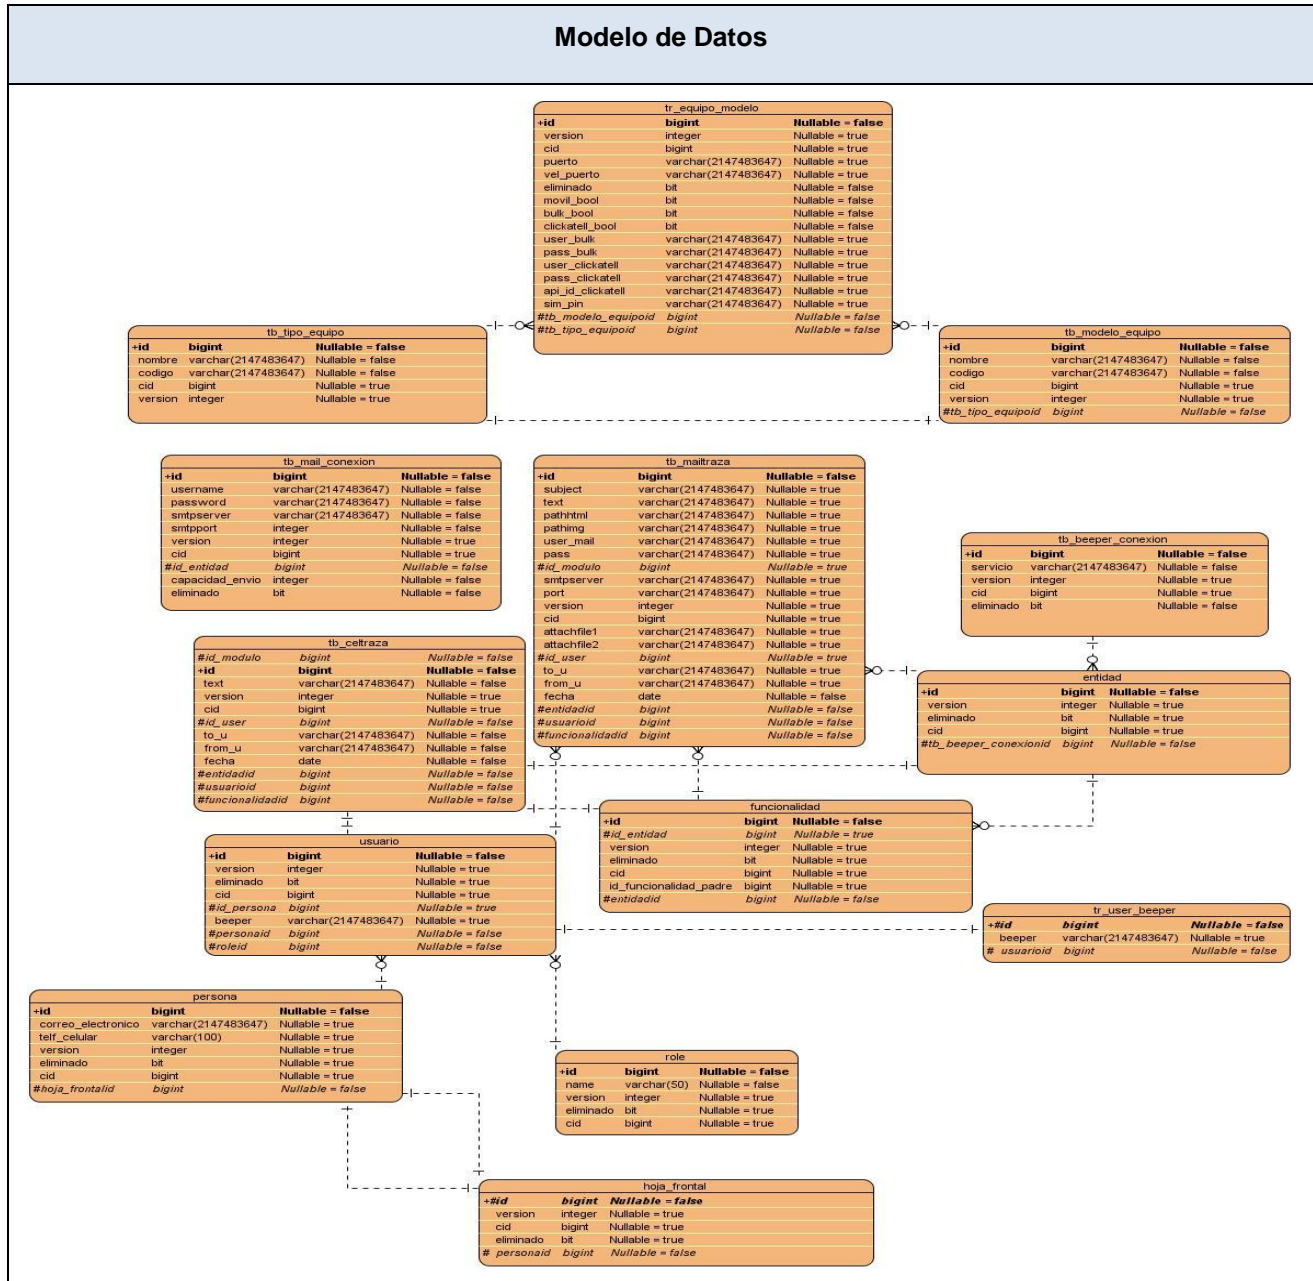 Modelo de Datos
tr_equipo_modelo
+id bigint Nullable = false
version integer Nullable = true
cid bigint Nullable = true
puerto varchar(2147483647) Nullable = true
vel_puerto varchar(2147483647) Nullable = true
eliminado bit Nullable = false
movil_bool bit Nullable = false
bulk_bool bit Nullable = false
clickatell_bool bit Nullable = false
user_bulk varchar(2147483647) Nullable = true
pass_bulk varchar(2147483647) Nullable = true
user_clickatell varchar(2147483647) Nullable = true
pass_clickatell varchar(2147483647) Nullable = true
api_id_clickatell varchar(2147483647) Nullable = true
sim_pin varchar(2147483647) Nullable = true
#tb_modelo_equipoid bigint Nullable = false
#tb_tipo_equipoid bigint Nullable = false
tb_tipo_equipo
+id bigint Nullable = false
nombre varchar(2147483647) Nullable = false
codigo varchar(2147483647) Nullable = false
cid bigint Nullable = true
version integer Nullable = true
tb_modelo_equipo
+id bigint Nullable = false
nombre varchar(2147483647) Nullable = false
codigo varchar(2147483647) Nullable = false
cid bigint Nullable = true
version integer Nullable = true
#tb_tipo_equipoid bigint Nullable = false
tb_mail_conexion
+id bigint Nullable = false
username varchar(2147483647) Nullable = false
password varchar(2147483647) Nullable = false
smtpserver varchar(2147483647) Nullable = false
smtpport integer Nullable = false
version integer Nullable = true
cid bigint Nullable = true
#id_entidad bigint Nullable = false
capacidad_envio integer Nullable = false
eliminado bit Nullable = false
tb_mailtraza
+id bigint Nullable = false
subject varchar(2147483647) Nullable = true
text varchar(2147483647) Nullable = true
pathhtml varchar(2147483647) Nullable = true
pathimg varchar(2147483647) Nullable = true
user_mail varchar(2147483647) Nullable = true
pass varchar(2147483647) Nullable = true
#id_modulo bigint Nullable = true
smtpserver varchar(2147483647) Nullable = true
port varchar(2147483647) Nullable = true
version integer Nullable = true
cid bigint Nullable = true
attachfile1 varchar(2147483647) Nullable = true
attachfile2 varchar(2147483647) Nullable = true
#id_user bigint Nullable = true
to_u varchar(2147483647) Nullable = true
from_u varchar(2147483647) Nullable = true
fecha date Nullable = false
#entidadid bigint Nullable = false
#usuarioid bigint Nullable = false
#funcionalidadid bigint Nullable = false
tb_beeper_conexion
+id bigint Nullable = false
servicio varchar(2147483647) Nullable = false
version integer Nullable = true
cid bigint Nullable = true
eliminado bit Nullable = false
tb_celtraza
#id_modulo bigint Nullable = false
+id bigint Nullable = false
text varchar(2147483647) Nullable = false
version integer Nullable = true
cid bigint Nullable = true
#id_user bigint Nullable = false
to_u varchar(2147483647) Nullable = false
from_u varchar(2147483647) Nullable = false
fecha date Nullable = false
#entidadid bigint Nullable = false
#usuarioid bigint Nullable = false
#funcionalidadid bigint Nullable = false
entidad
+id bigint Nullable = false
version integer Nullable = true
eliminado bit Nullable = true
cid bigint Nullable = true
#tb_beeper_conexionid bigint Nullable = false
funcionalidad
+id bigint Nullable = false
#id_entidad bigint Nullable = true
version integer Nullable = true
eliminado bit Nullable = true
cid bigint Nullable = true
id_funcionalidad_padre bigint Nullable = true
#entidadid bigint Nullable = false
usuario
+id bigint Nullable = false
version integer Nullable = true
eliminado bit Nullable = true
cid bigint Nullable = true
#id_persona bigint Nullable = true
beeper varchar(2147483647) Nullable = true
#personaid bigint Nullable = false
#roleid bigint Nullable = false
tr_user_beeper
+#id bigint Nullable = false
beeper varchar(2147483647) Nullable = true
# usuarioid bigint Nullable = false
persona
+id bigint Nullable = false
correo_electronico varchar(2147483647) Nullable = true
telf_celular varchar(100) Nullable = true
version integer Nullable = true
eliminado bit Nullable = true
cid bigint Nullable = true
#hoja_frontalid bigint Nullable = false
role
+id bigint Nullable = false
name varchar(50) Nullable = false
version integer Nullable = true
eliminado bit Nullable = true
cid bigint Nullable = true
hoja_frontal
+#id bigint Nullable = false
version integer Nullable = true
cid bigint Nullable = true
eliminado bit Nullable = true
# personaid bigint Nullable = false